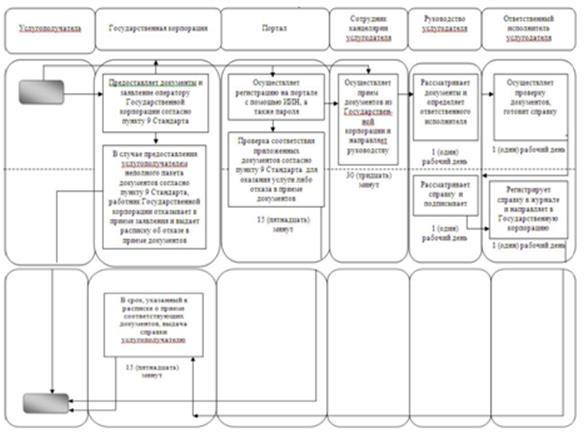 Услугополучатель
Государственная корпорация
Портал
Сотрудник
канцелярии
услугодателя
Руководство
услугодателя
Ответственный
исполнитель
услугодателя
Предоставляет документы и
заявление оператору
Государственной
корпорации согласно
пункту 9 Стандарта
В случае предоставления
услугополучателем
неполного пакета
документов согласно
пункту 9 Стандарта,
работник Государственной
корпорации отказывает в
приеме заявления и выдает
расписку об отказе в
приеме документов
Осуществляет
регистрацию на портале
с помощью ИИН, а
также пароля
Проверка соответствия
приложенных
документов согласно
пункту 9 Стандарта для
оказания услуги либо
отказа в приеме
документов
15 (пятнадцать)
минут
Осуществляет
прием
документов из
Государствен-
ной
корпорации и
направляет
руководству
30 (тридцать)
минут
Рассматривает
документы и
определяет
ответственного
исполнителя
1 (один)
рабочий день
Рассматривает
справку и
подписывает
1 (один)
рабочий день
Осуществляет
проверку
документов,
готовит справку
1 (один) рабочий день
Регистрирует
справку в журнале
и направляет в
Государственную
корпорацию
1 (один) рабочий день
В срок, указанный в
расписке о приеме
соответствующих
документов, выдача
справки
услугополучателю
15 (пятнадцать)
минут